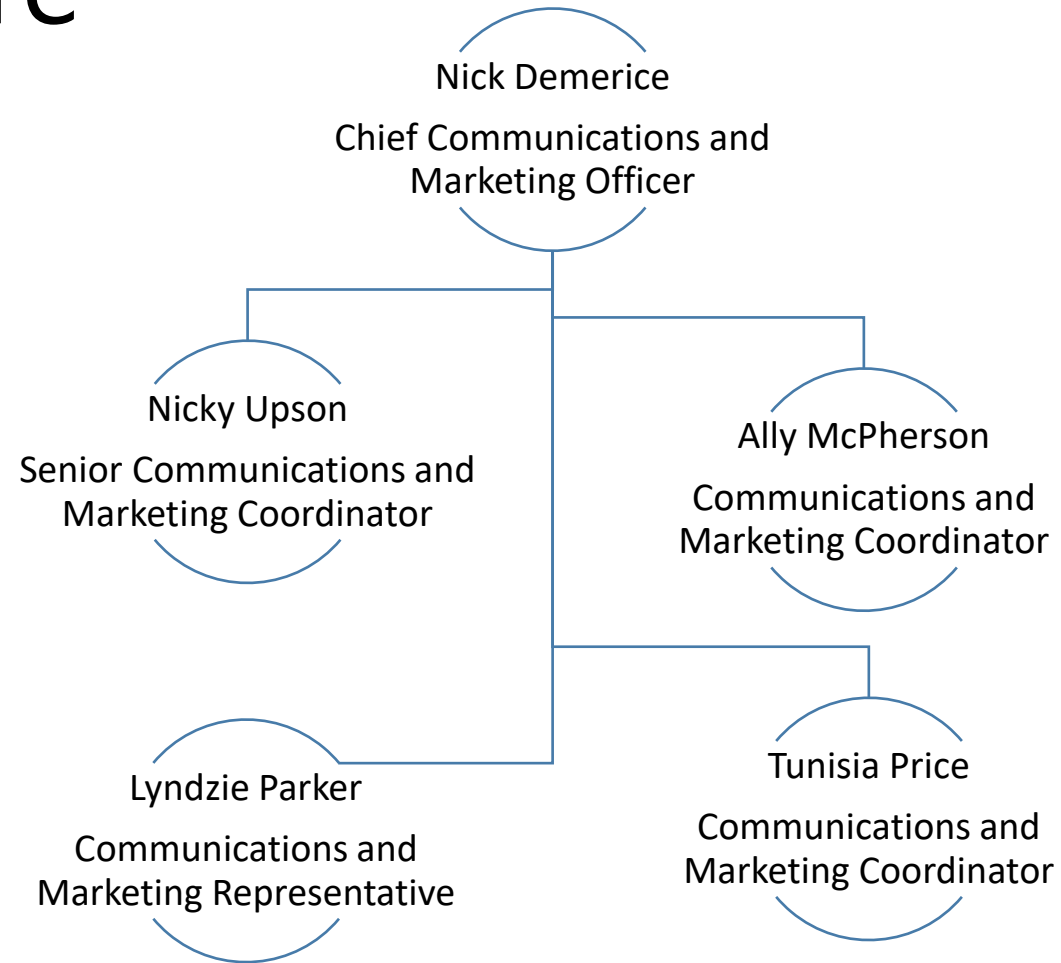 Nick Demerice
Chief Communications and
Marketing Officer
Nicky Upson
Senior Communications and
Marketing Coordinator
Ally McPherson
Communications and
Marketing Coordinator
Lyndzie Parker
Communications and
Marketing Representative
Tunisia Price
Communications and
Marketing Coordinator